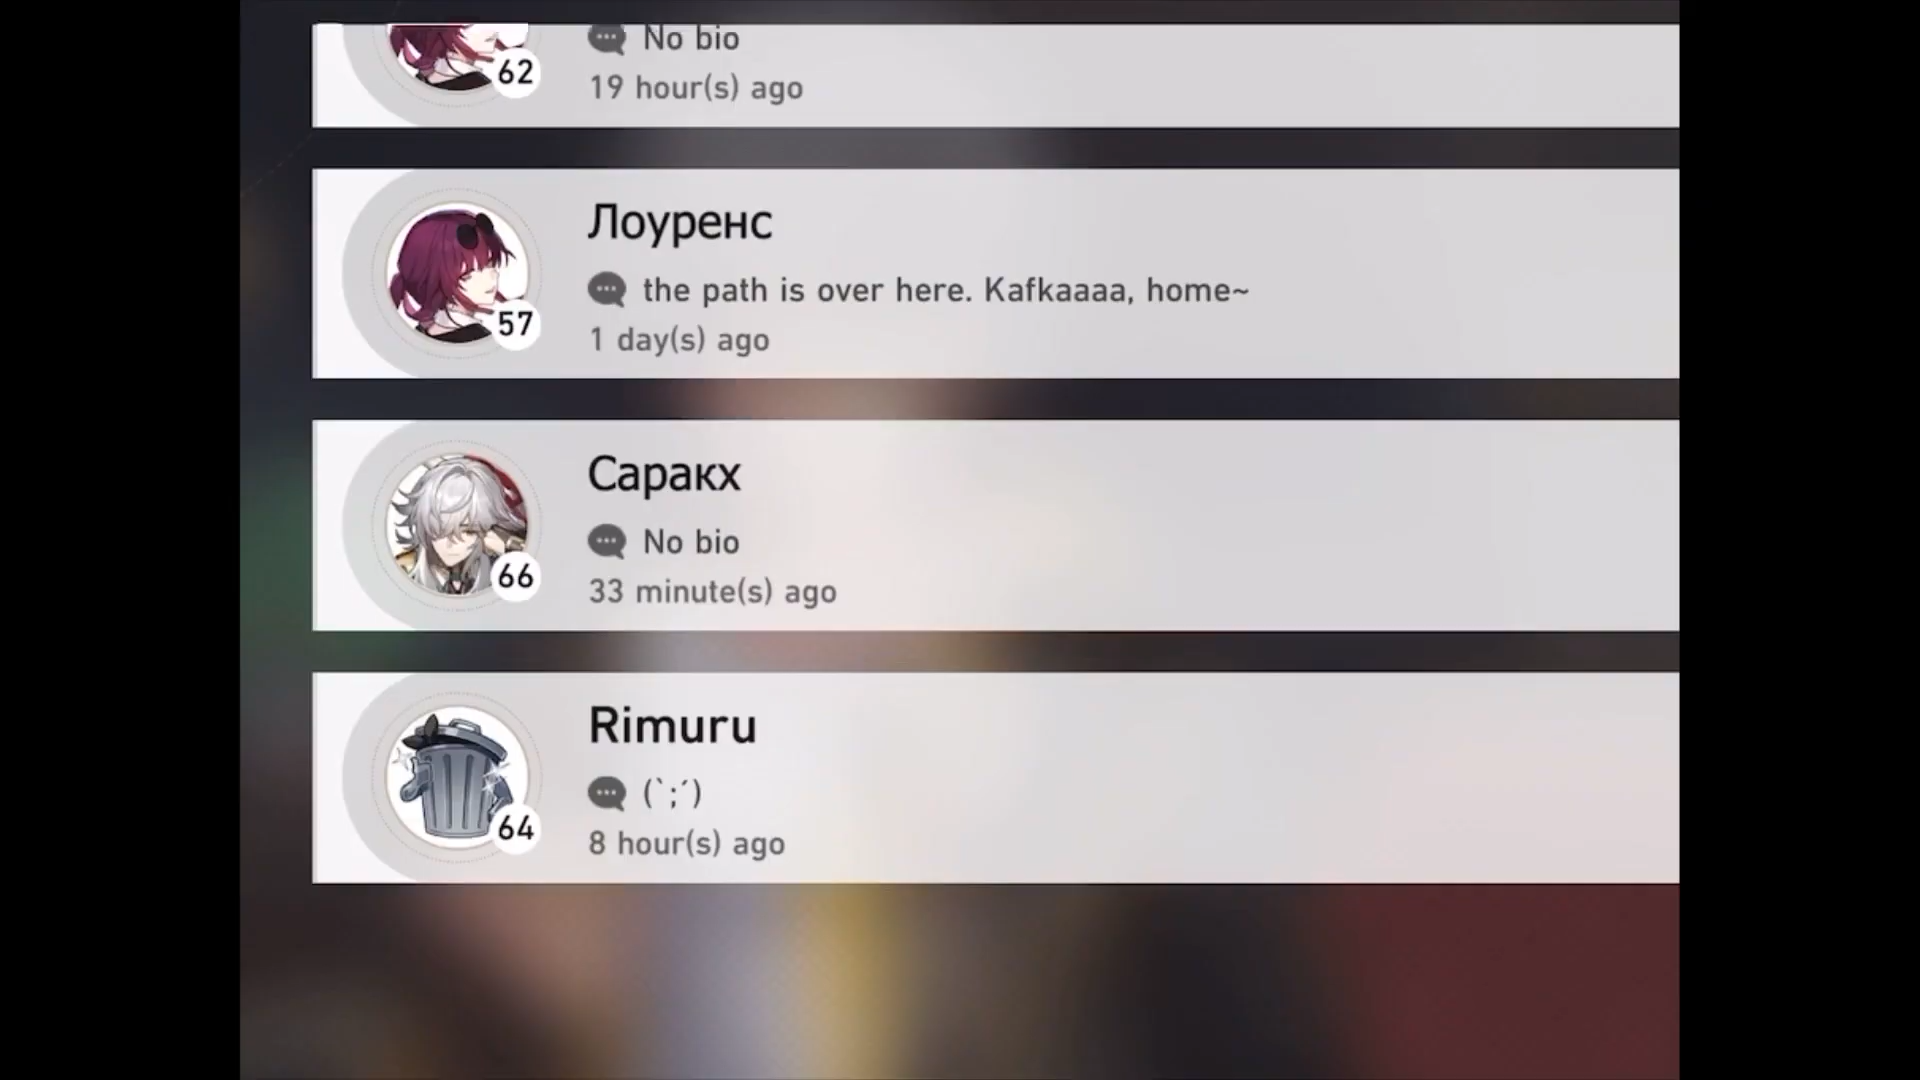 No bio
62
19 hour(s) ago
Лоуренс
the path is over here. Kafkaaaa, home~
57
1 day(s) ago
Саракх
No bio
66
33 minute(s) ago
Rimuru
(`;´)
64
8 hour(s) ago